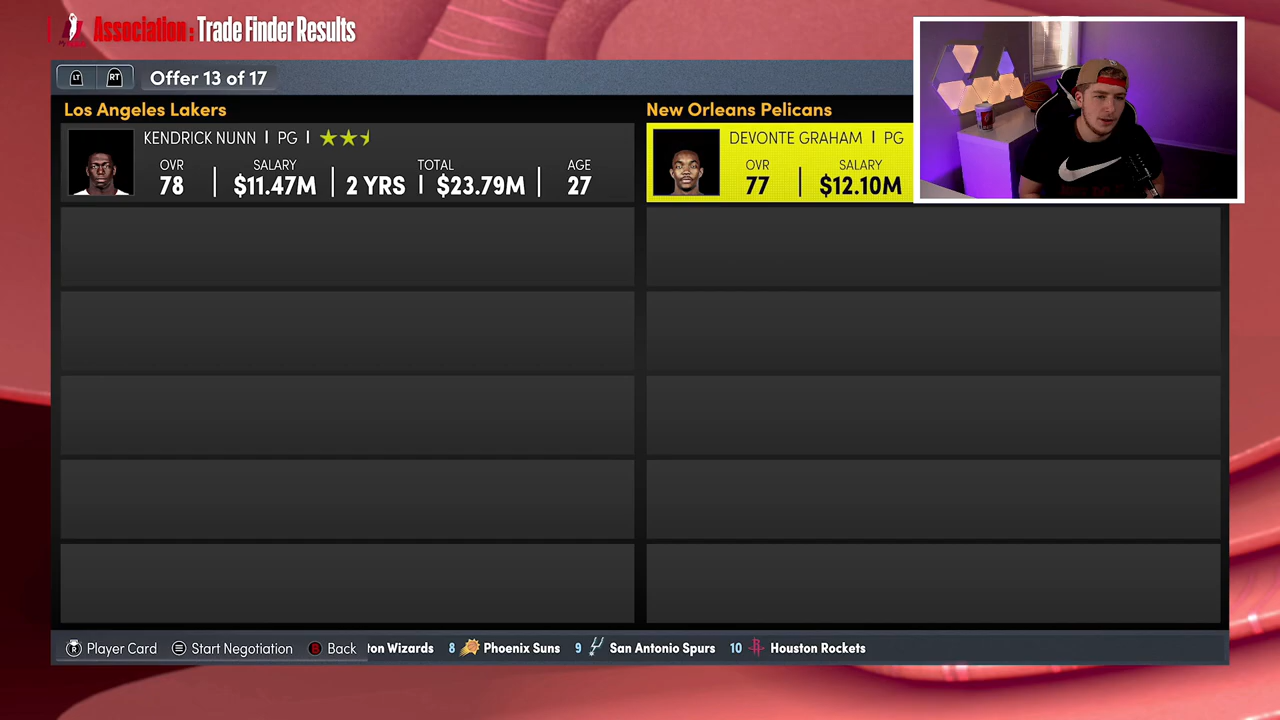 Association : Trade Finder Results
LT RT Offer 13 of 17
Los Angeles Lakers
KENDRICK NUNN | PG |
OVR SALARY TOTAL AGE
78 | $11.47M | 2 YRS | $23.79M | 27
New Orleans Pelicans
DEVONTE GRAHAM | PG
OVR SALARY
77 | $12.10M
R Player Card Start Negotiation B Back ton Wizards 8 Phoenix Suns 9 San Antonio Spurs 10 Houston Rockets